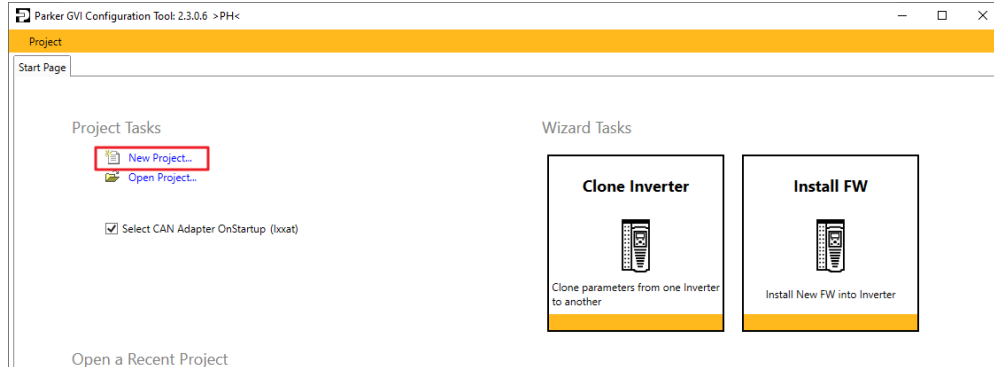 Parker GVI Configuration Tool: 2.3.0.6 >PH<
Project
Start Page
Project Tasks
New Project...
Open Project...
Select CAN Adapter OnStartup (Ixxat)
Wizard Tasks
Clone Inverter
Clone parameters from one Inverter
to another
Install FW
Install New FW into Inverter
Open a Recent Project